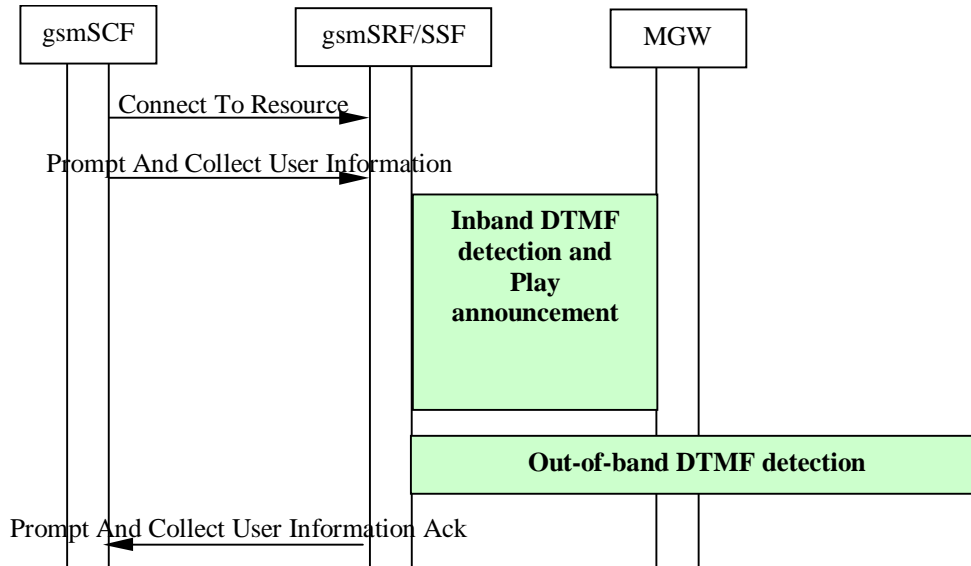 gsmSCF
gsmSRF/SSF
MGW
Connect To Resource
Prompt And Collect User Information
Inband DTMF
detection and
Play
announcement
Out-of-band DTMF detection
Prompt And Collect User Information Ack